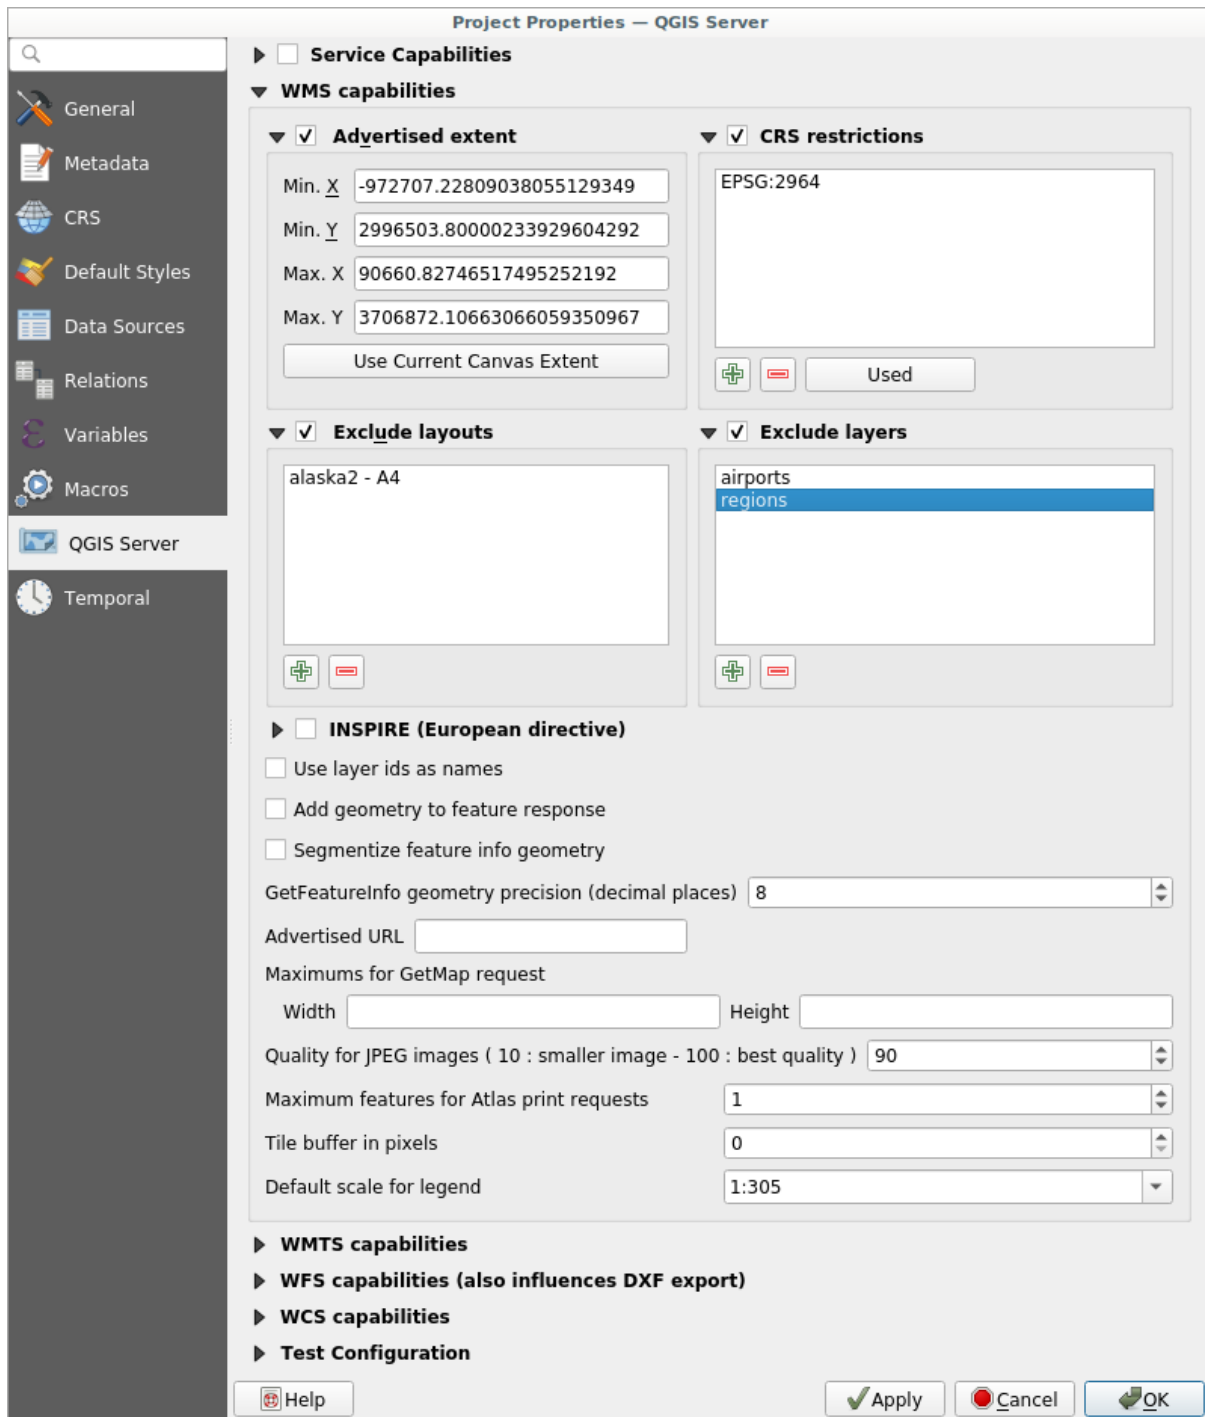 Project Properties — QGIS Server
General
Metadata
CRS
Default Styles
Data Sources
Relations
Variables
Macros
QGIS Server
Temporal
Service Capabilities
WMS capabilities
Advertised extent
Min. X -972707.22809038055129349
Min. Y 2996503.80000233929604292
Max. X 90660.82746517495252192
Max. Y 3706872.10663066059350967
Use Current Canvas Extent
CRS restrictions
EPSG:2964
Used
Exclude layouts
alaska2 - A4
Exclude layers
airports
regions
INSPIRE (European directive)
Use layer ids as names
Add geometry to feature response
Segmentize feature info geometry
GetFeatureInfo geometry precision (decimal places) 8
Advertised URL
Maximums for GetMap request
Width Height
Quality for JPEG images ( 10 : smaller image - 100 : best quality ) 90
Maximum features for Atlas print requests 1
Tile buffer in pixels 0
Default scale for legend 1:305
WMTS capabilities
WFS capabilities (also influences DXF export)
WCS capabilities
Test Configuration
Help Apply Cancel OK